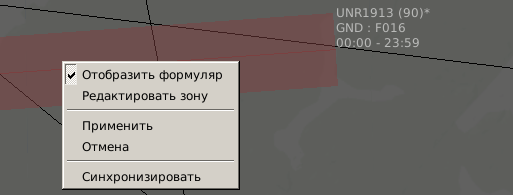 UNR1913 (90)*
GND : F016
00:00 - 23:59
Отобразить формуляр
Редактировать зону
Применить
Отмена
Синхронизировать